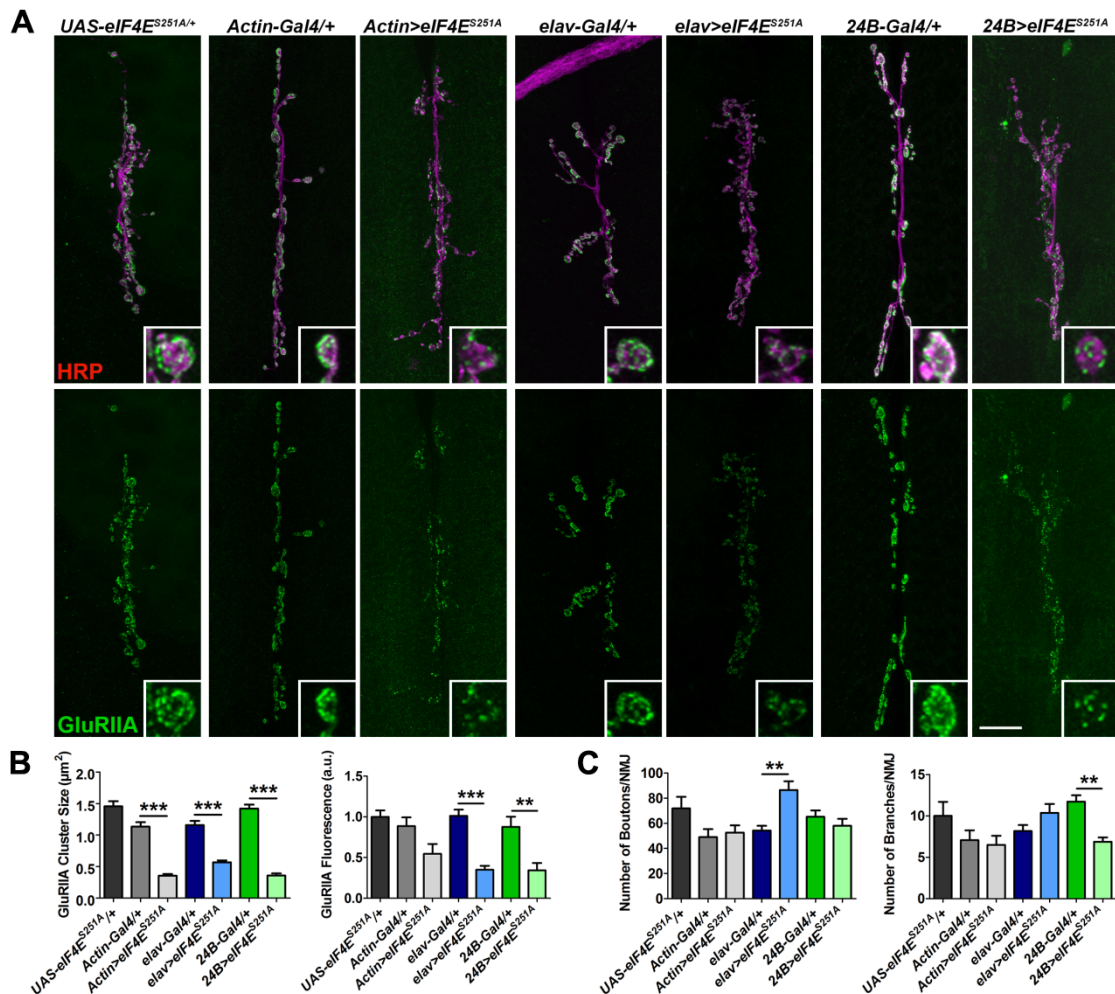 A
UAS-eIF4E^S251A/+ Actin-Gal4/+ Actin>eIF4E^S251A elav-Gal4/+ elav>eIF4E^S251A 24B-Gal4/+ 24B>eIF4E^S251A
HRP
GluRIIA
B
GluRIIA Cluster Size (µm²)
2.0
1.5
1.0
0.5
0.0
*** *** ***
UAS-eIF4E^S251A/+
Actin-Gal4/+
Actin>eIF4E^S251A
elav-Gal4/+
elav>eIF4E^S251A
24B-Gal4/+
24B>eIF4E^S251A
GluRIIA Fluorescence (a.u.)
1.0
0.5
0.0
*** **
UAS-eIF4E^S251A/+
Actin-Gal4/+
Actin>eIF4E^S251A
elav-Gal4/+
elav>eIF4E^S251A
24B-Gal4/+
24B>eIF4E^S251A
C
Number of Boutons/NMJ
100
80
60
40
20
0
**
UAS-eIF4E^S251A/+
Actin-Gal4/+
Actin>eIF4E^S251A
elav-Gal4/+
elav>eIF4E^S251A
24B-Gal4/+
24B>eIF4E^S251A
Number of Branches/NMJ
15
10
5
0
**
UAS-eIF4E^S251A/+
Actin-Gal4/+
Actin>eIF4E^S251A
elav-Gal4/+
elav>eIF4E^S251A
24B-Gal4/+
24B>eIF4E^S251A